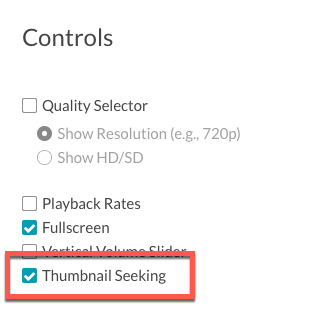 Controls
Quality Selector
Show Resolution (e.g., 720p)
Show HD/SD
Playback Rates
Fullscreen
Vertical Volume Slider
Thumbnail Seeking